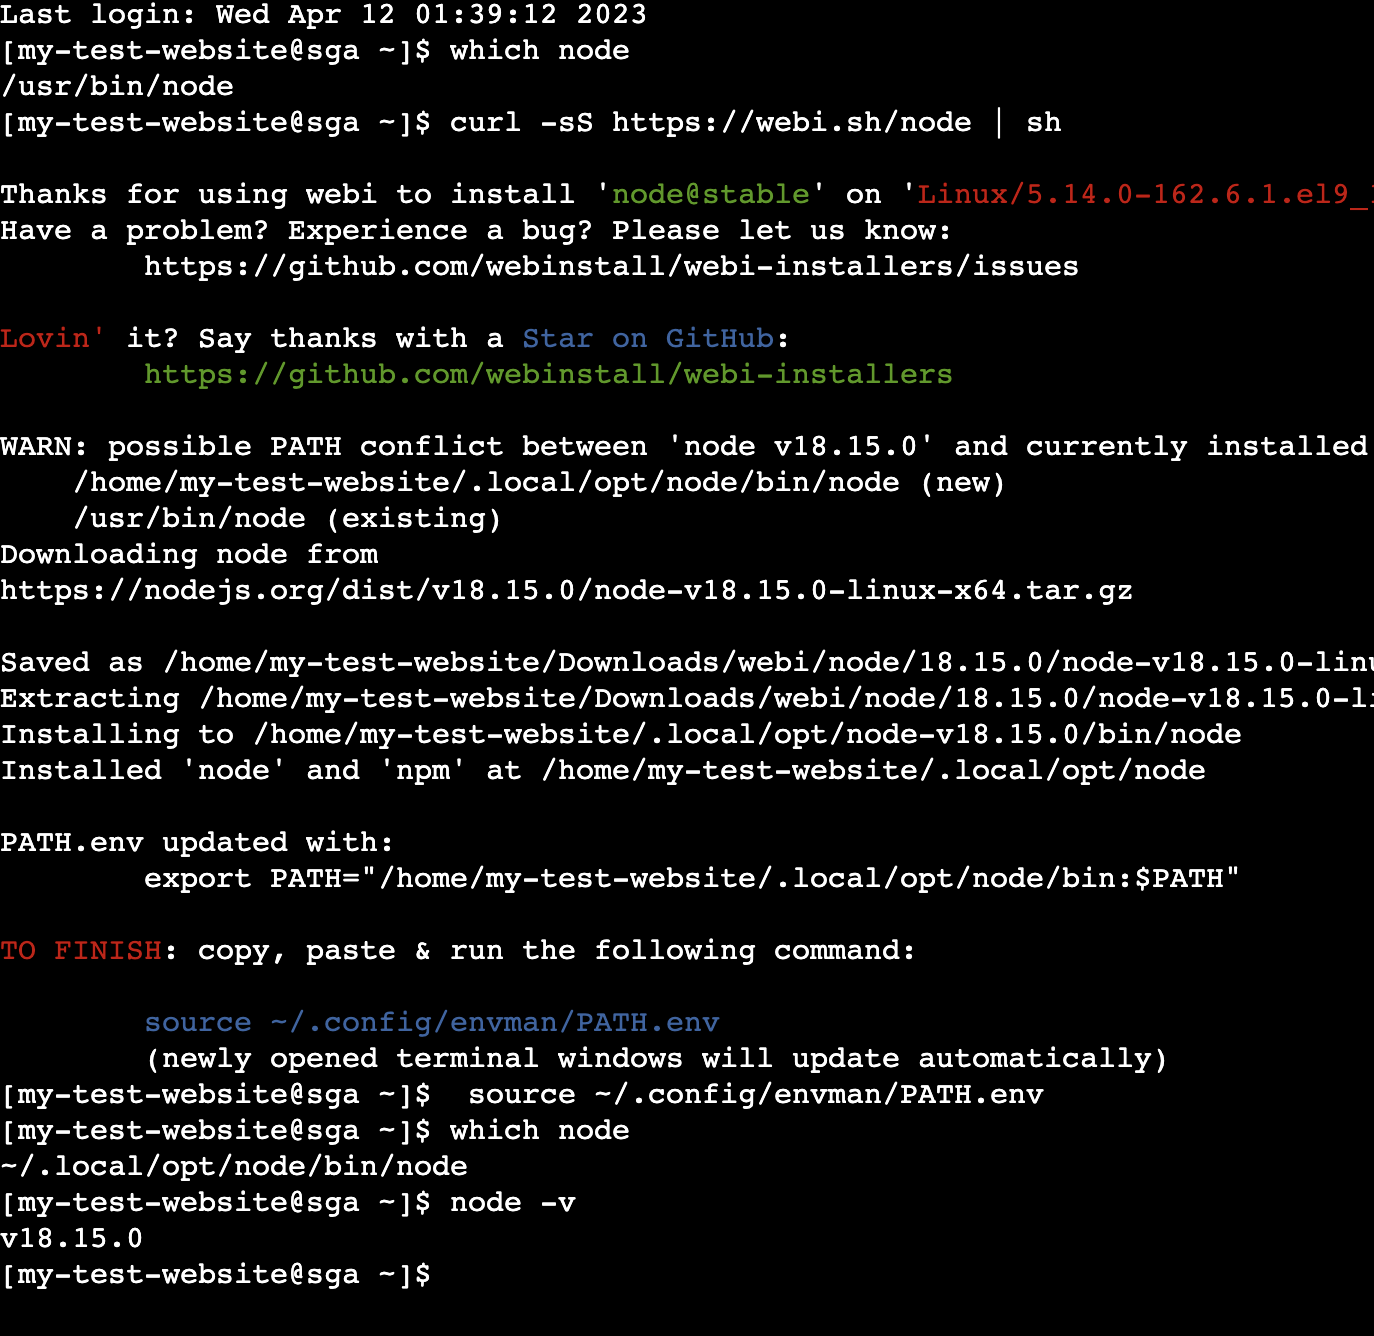 Last login: Wed Apr 12 01:39:12 2023
[my-test-website@sga ~]$ which node
/usr/bin/node
[my-test-website@sga ~]$ curl -sS https://webi.sh/node | sh
Thanks for using webi to install 'node@stable' on 'Linux/5.14.0-162.6.1.el9_
Have a problem? Experience a bug? Please let us know:
        https://github.com/webinstall/webi-installers/issues
Lovin' it? Say thanks with a Star on GitHub:
        https://github.com/webinstall/webi-installers
WARN: possible PATH conflict between 'node v18.15.0' and currently installed
    /home/my-test-website/.local/opt/node/bin/node (new)
    /usr/bin/node (existing)
Downloading node from
https://nodejs.org/dist/v18.15.0/node-v18.15.0-linux-x64.tar.gz
Saved as /home/my-test-website/Downloads/webi/node/18.15.0/node-v18.15.0-linu
Extracting /home/my-test-website/Downloads/webi/node/18.15.0/node-v18.15.0-li
Installing to /home/my-test-website/.local/opt/node-v18.15.0/bin/node
Installed 'node' and 'npm' at /home/my-test-website/.local/opt/node
PATH.env updated with:
        export PATH="/home/my-test-website/.local/opt/node/bin:$PATH"
TO FINISH: copy, paste & run the following command:
        source ~/.config/envman/PATH.env
        (newly opened terminal windows will update automatically)
[my-test-website@sga ~]$  source ~/.config/envman/PATH.env
[my-test-website@sga ~]$ which node
~/.local/opt/node/bin/node
[my-test-website@sga ~]$ node -v
v18.15.0
[my-test-website@sga ~]$